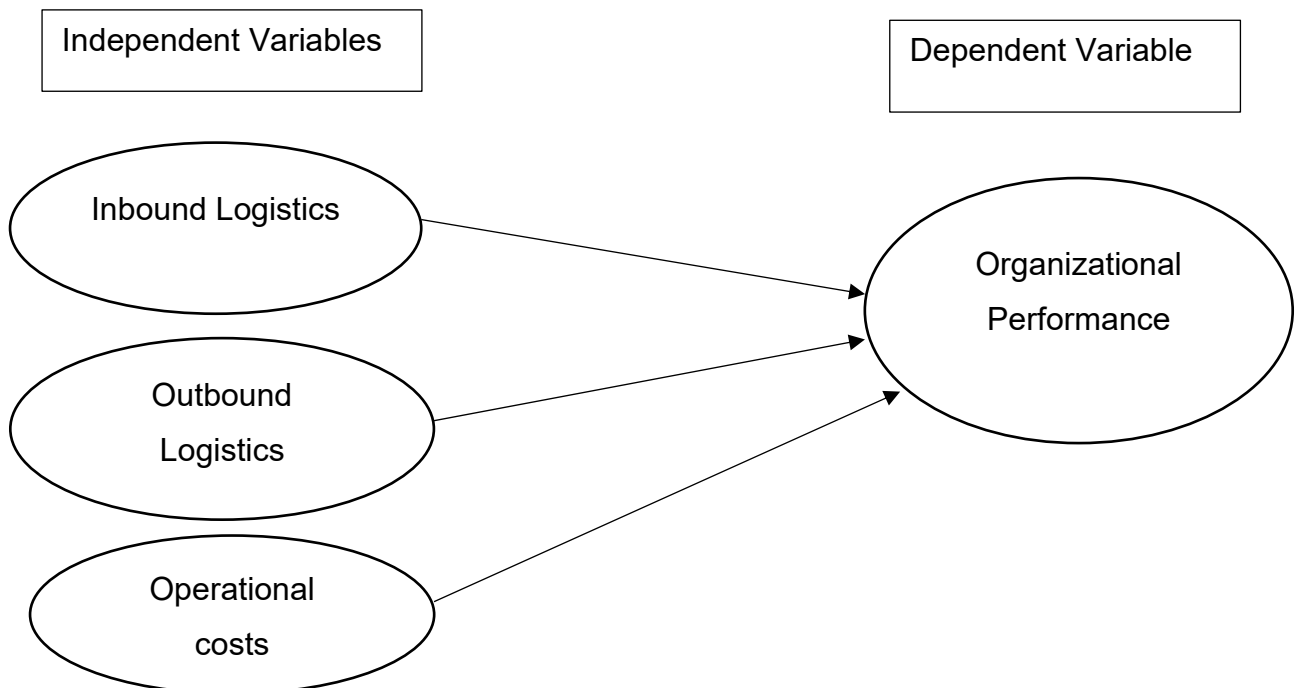 Independent Variables
Dependent Variable
Inbound Logistics
Organizational
Performance
Outbound
Logistics
Operational
costs